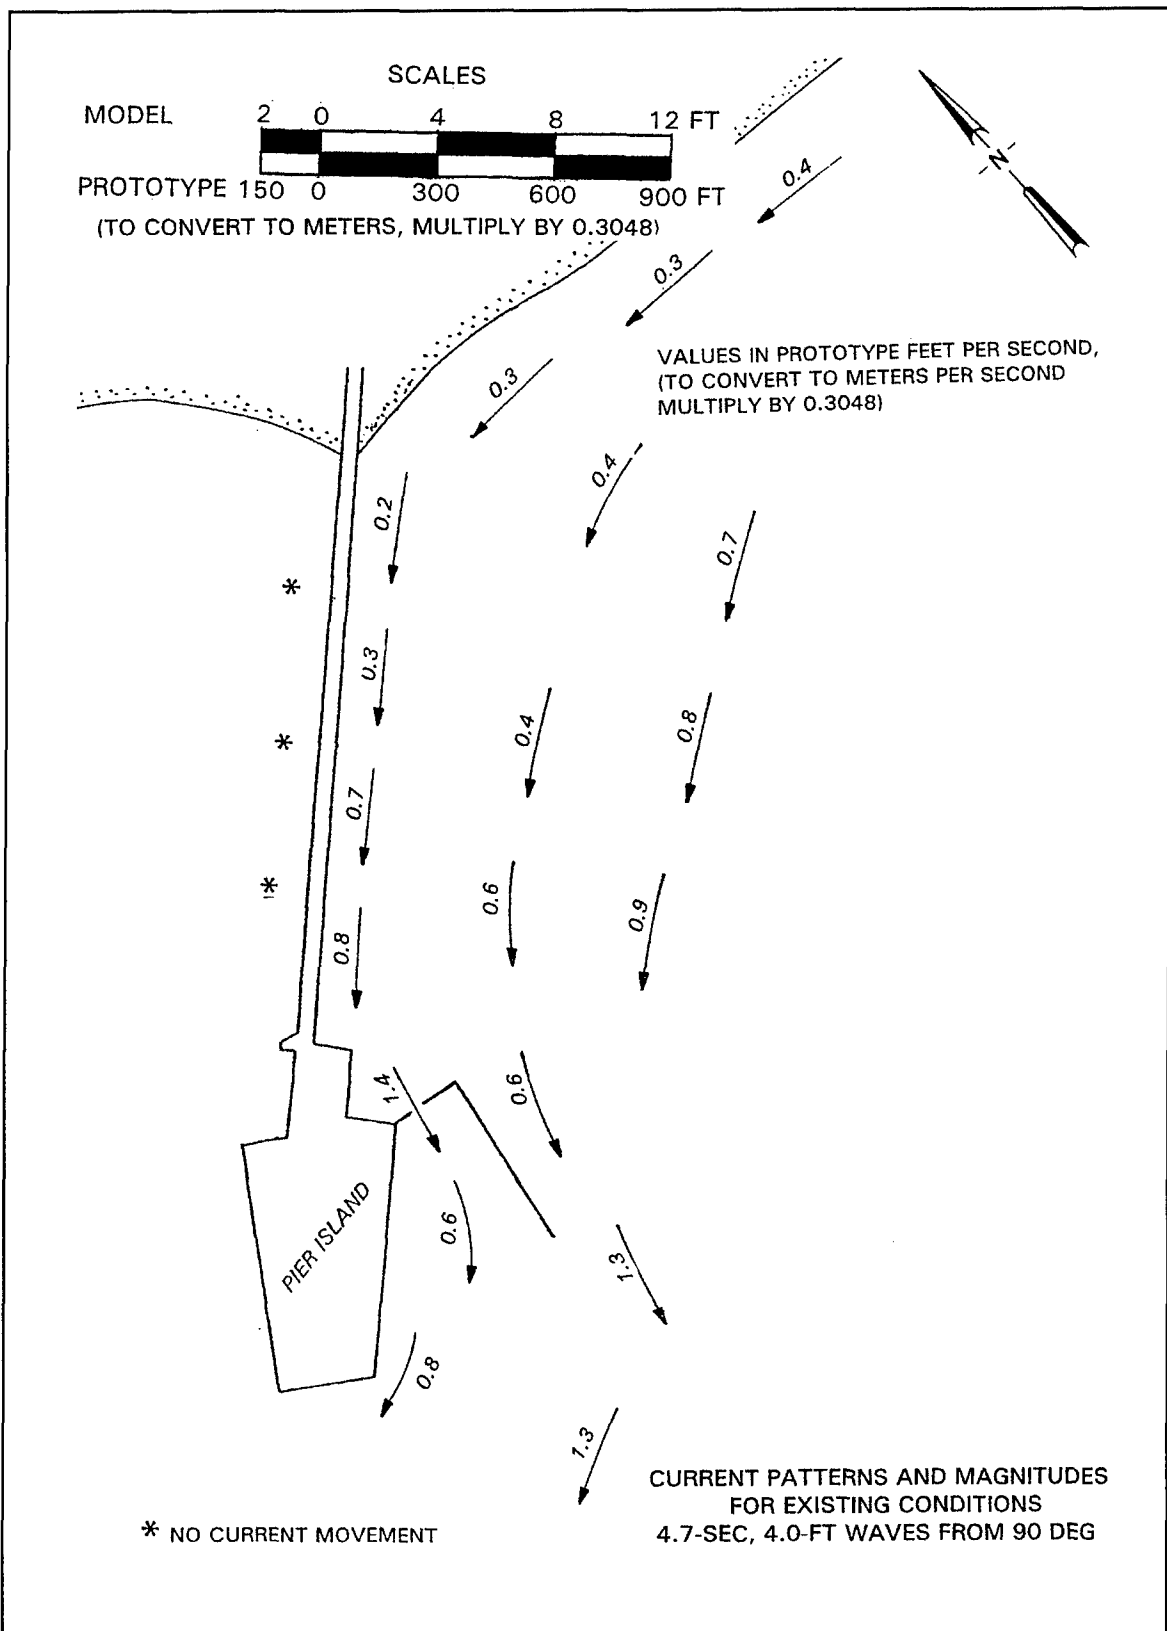 SCALES
MODEL 2 0 4 8 12 FT
PROTOTYPE 150 0 300 600 900 FT
(TO CONVERT TO METERS, MULTIPLY BY 0.3048)
N
0.4
0.3
VALUES IN PROTOTYPE FEET PER SECOND,
(TO CONVERT TO METERS PER SECOND
MULTIPLY BY 0.3048)
0.3
0.4
0.2
0.7
*
0.3
0.4
0.8
*
0.7
0.6
0.9
*
0.8
1.4
0.6
PIER ISLAND
0.6
1.3
0.8
1.3
CURRENT PATTERNS AND MAGNITUDES
FOR EXISTING CONDITIONS
4.7-SEC, 4.0-FT WAVES FROM 90 DEG
* NO CURRENT MOVEMENT